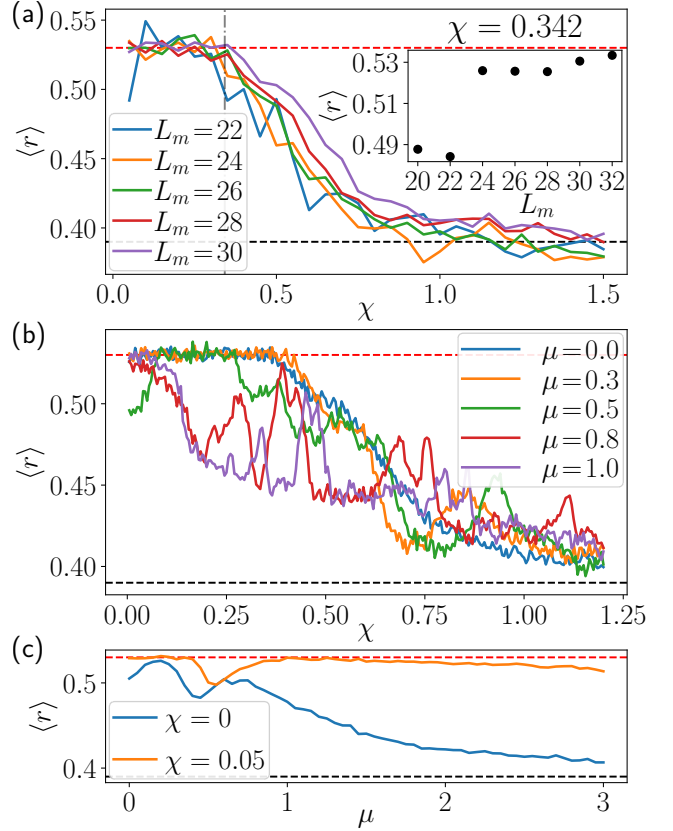 (a)
χ = 0.342
0.55
0.50
0.45
0.40
⟨r⟩
L_m = 22
L_m = 24
L_m = 26
L_m = 28
L_m = 30
0.53
0.51
0.49
⟨r⟩
20 22 24 26 28 30 32
L_m
0.0 0.5 1.0 1.5
χ
(b)
0.50
0.45
0.40
⟨r⟩
μ = 0.0
μ = 0.3
μ = 0.5
μ = 0.8
μ = 1.0
0.00 0.25 0.50 0.75 1.00 1.25
χ
(c)
0.5
0.4
⟨r⟩
χ = 0
χ = 0.05
0 1 2 3
μ